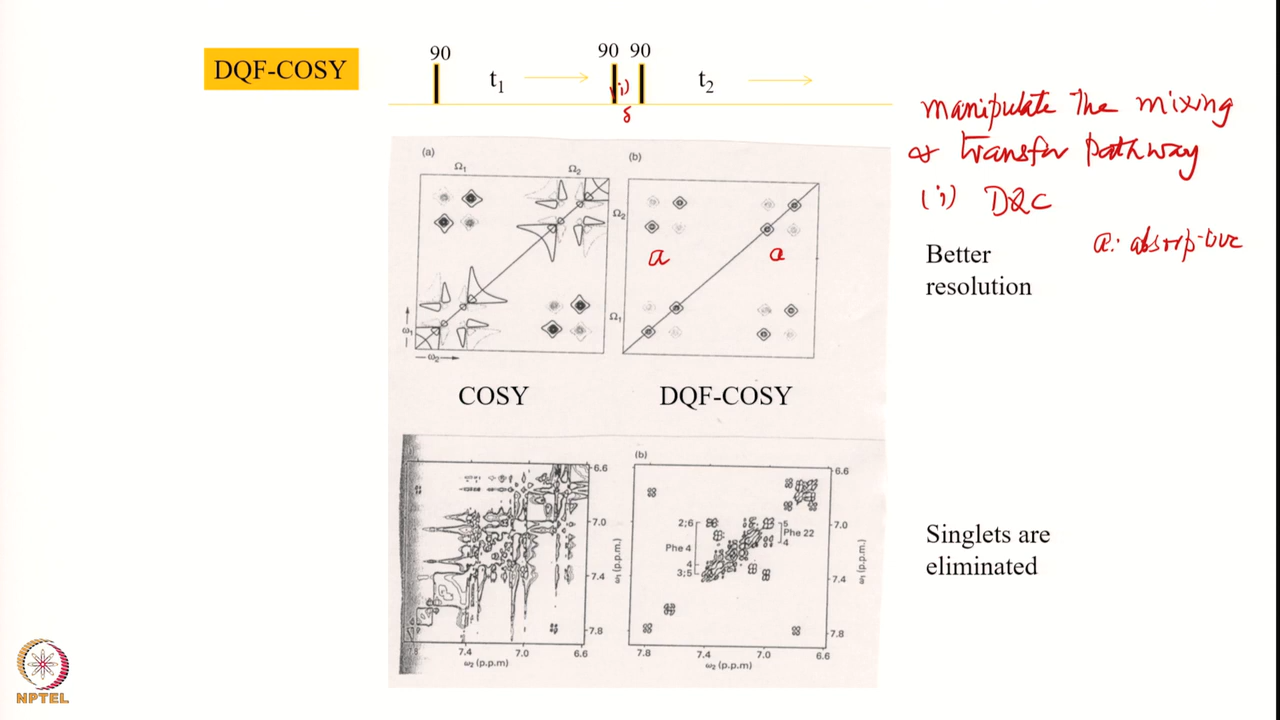 DQF-COSY
90
t1
90 90
t2
(i)
δ
manipulate the mixing
& transfer pathway
(i) DQC
a: absorptive
Better
resolution
Singlets are
eliminated
(a)
Ω1
Ω2
ω1
ω2
(b)
Ω2
Ω1
a
a
COSY
DQF-COSY
6.6
7.0
7.4
7.8
ω1 (p.p.m.)
7.8
7.4
7.0
6.6
ω2 (p.p.m)
(b)
2;6
Phe 4
4
3;5
5
Phe 22
4
6.6
7.0
7.4
7.8
ω1 (p.p.m.)
7.8
7.4
7.0
6.6
ω2 (p.p.m)
NPTEL